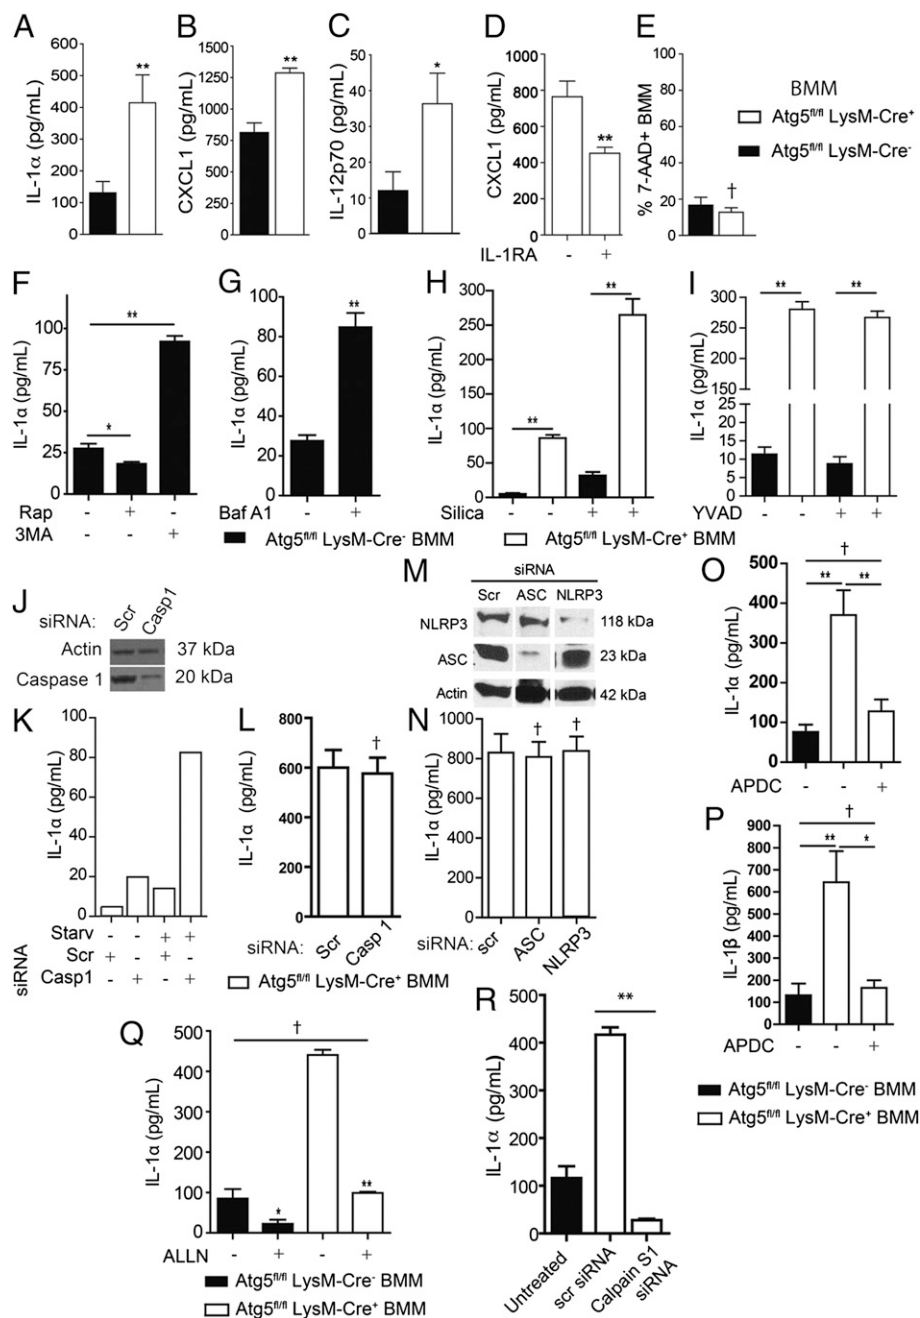 A
IL-1α (pg/mL)
600
500
400
300
200
100
0
**
B
CXCL1 (pg/mL)
1500
1250
1000
750
500
250
0
**
C
IL-12p70 (pg/mL)
60
40
20
0
*
D
CXCL1 (pg/mL)
1000
800
600
400
200
0
**
IL-1RA - +
E
% 7-AAD+ BMM
100
80
60
40
20
0
†
BMM
Atg5fl/fl LysM-Cre+
Atg5fl/fl LysM-Cre-
F
IL-1α (pg/mL)
100
75
50
25
0
**
*
Rap - + -
3MA - - +
G
IL-1α (pg/mL)
100
80
60
40
20
0
**
Baf A1 - +
H
IL-1α (pg/mL)
300
250
200
150
100
50
0
**
**
Silica - - + +
I
IL-1α (pg/mL)
300
250
200
150
100
20
15
10
5
0
** **
YVAD - - + +
Atg5fl/fl LysM-Cre- BMM
Atg5fl/fl LysM-Cre+ BMM
J
siRNA: Scr Casp1
Actin 37 kDa
Caspase 1 20 kDa
K
IL-1α (pg/mL)
80
60
40
20
0
Starv - - + +
Scr + - + -
Casp1 - + - +
siRNA
L
IL-1α (pg/mL)
800
600
400
200
0
†
siRNA: Scr Casp 1
Atg5fl/fl LysM-Cre+ BMM
M
siRNA
Scr ASC NLRP3
NLRP3 118 kDa
ASC 23 kDa
Actin 42 kDa
N
IL-1α (pg/mL)
1000
800
600
400
200
0
† †
siRNA: scr ASC NLRP3
O
IL-1α (pg/mL)
500
400
300
200
100
0
†
** **
APDC - - +
P
IL-1β (pg/mL)
900
800
700
600
500
400
300
200
100
0
†
** *
APDC - - +
Atg5fl/fl LysM-Cre- BMM
Atg5fl/fl LysM-Cre+ BMM
Q
IL-1α (pg/mL)
500
400
300
200
100
0
†
* **
ALLN - + - +
Atg5fl/fl LysM-Cre- BMM
Atg5fl/fl LysM-Cre+ BMM
R
IL-1α (pg/mL)
500
400
300
200
100
0
**
Untreated
scr siRNA
Calpain S1
siRNA